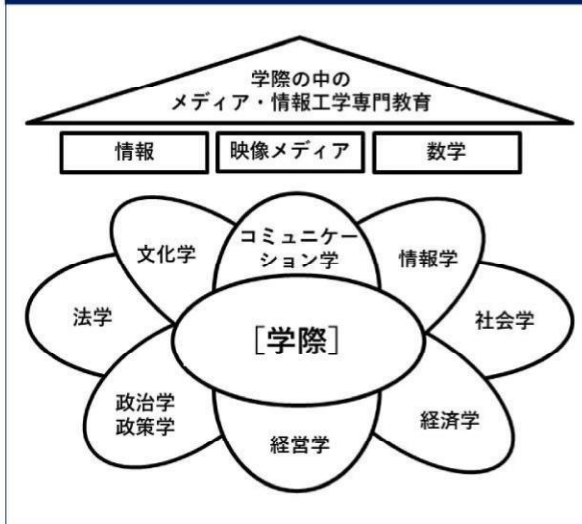 学際の中の
メディア・情報工学専門教育
情報
映像メディア
数学
コミュニケー
ション学
文化学
情報学
法学
社会学
［学際］
政治学
政策学
経営学
経済学